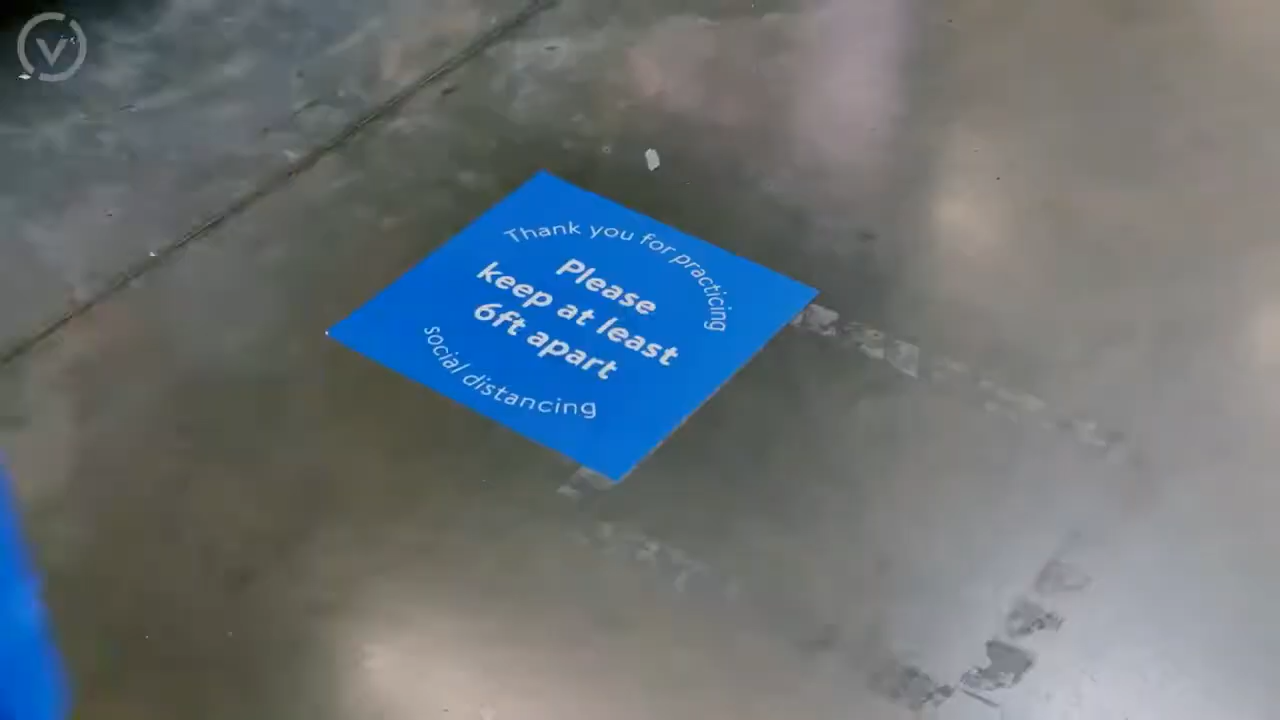 V
Thank you for practicing
Please
keep at least
6ft apart
social distancing